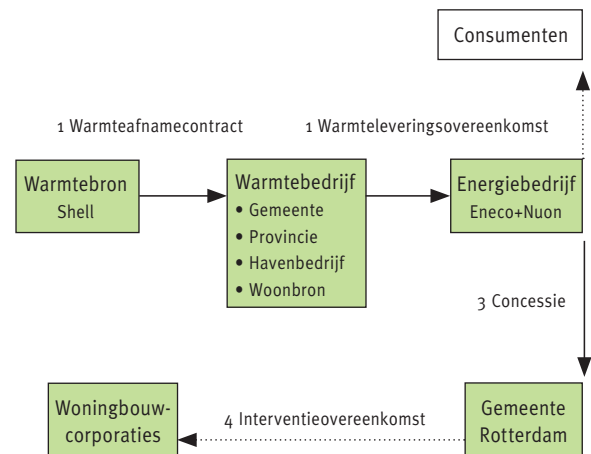 Consumenten
1 Warmteafnamecontract
1 Warmteleveringsovereenkomst
Warmtebron
Shell
Warmtebedrijf
• Gemeente
• Provincie
• Havenbedrijf
• Woonbron
Energiebedrijf
Eneco+Nuon
3 Concessie
Woningbouw-
corporaties
4 Interventieovereenkomst
Gemeente
Rotterdam